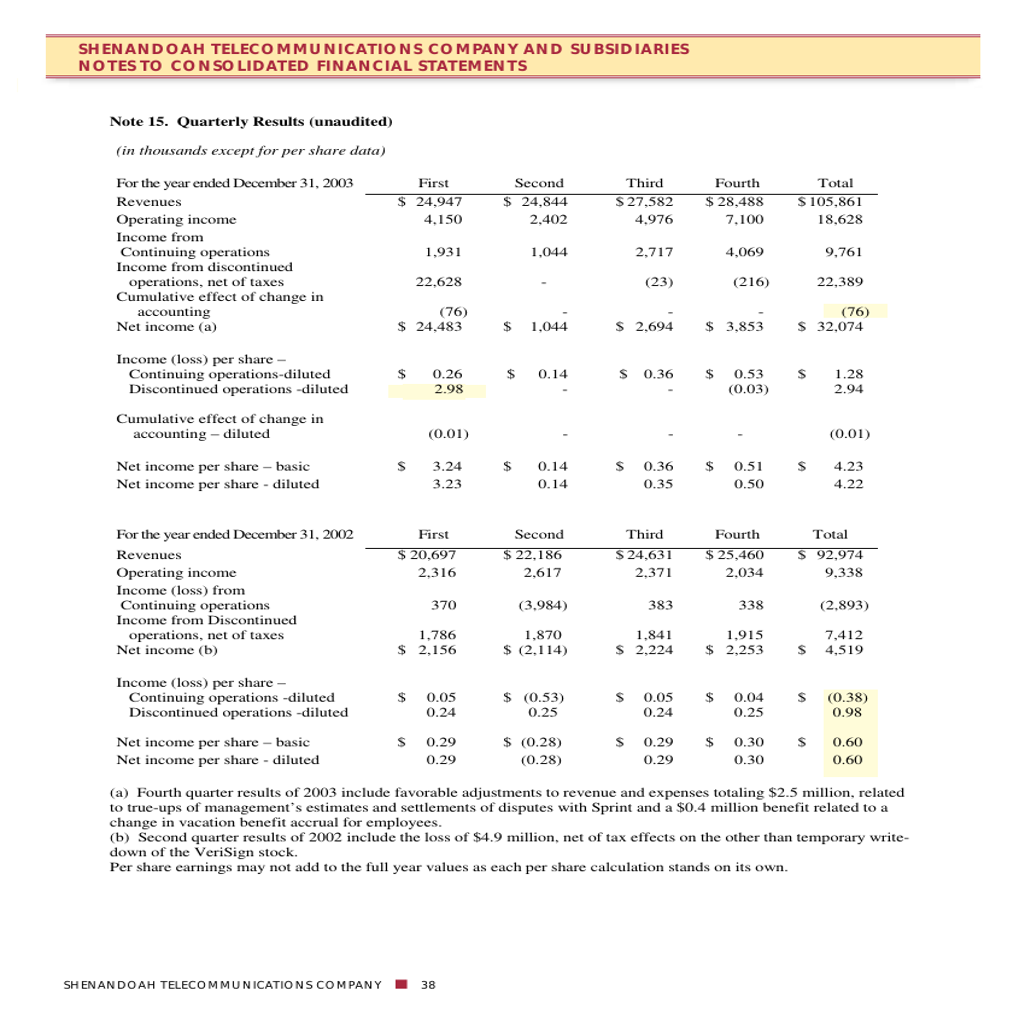 SHENANDOAH TELECOMMUNICATIONS COMPANY AND SUBSIDIARIES
NOTES TO CONSOLIDATED FINANCIAL STATEMENTS
Note 15. Quarterly Results (unaudited)
(in thousands except for per share data)
For the year ended December 31, 2003 First Second Third Fourth Total
Revenues $ 24,947 $ 24,844 $ 27,582 $ 28,488 $ 105,861
Operating income 4,150 2,402 4,976 7,100 18,628
Income from
Continuing operations 1,931 1,044 2,717 4,069 9,761
Income from discontinued
operations, net of taxes 22,628 - (23) (216) 22,389
Cumulative effect of change in
accounting (76) - - - (76)
Net income (a) $ 24,483 $ 1,044 $ 2,694 $ 3,853 $ 32,074
Income (loss) per share –
Continuing operations-diluted $ 0.26 $ 0.14 $ 0.36 $ 0.53 $ 1.28
Discontinued operations -diluted 2.98 - - (0.03) 2.94
Cumulative effect of change in
accounting – diluted (0.01) - - - (0.01)
Net income per share – basic $ 3.24 $ 0.14 $ 0.36 $ 0.51 $ 4.23
Net income per share - diluted 3.23 0.14 0.35 0.50 4.22
For the year ended December 31, 2002 First Second Third Fourth Total
Revenues $ 20,697 $ 22,186 $ 24,631 $ 25,460 $ 92,974
Operating income 2,316 2,617 2,371 2,034 9,338
Income (loss) from
Continuing operations 370 (3,984) 383 338 (2,893)
Income from Discontinued
operations, net of taxes 1,786 1,870 1,841 1,915 7,412
Net income (b) $ 2,156 $ (2,114) $ 2,224 $ 2,253 $ 4,519
Income (loss) per share –
Continuing operations -diluted $ 0.05 $ (0.53) $ 0.05 $ 0.04 $ (0.38)
Discontinued operations -diluted 0.24 0.25 0.24 0.25 0.98
Net income per share – basic $ 0.29 $ (0.28) $ 0.29 $ 0.30 $ 0.60
Net income per share - diluted 0.29 (0.28) 0.29 0.30 0.60
(a) Fourth quarter results of 2003 include favorable adjustments to revenue and expenses totaling $2.5 million, related
to true-ups of management's estimates and settlements of disputes with Sprint and a $0.4 million benefit related to a
change in vacation benefit accrual for employees.
(b) Second quarter results of 2002 include the loss of $4.9 million, net of tax effects on the other than temporary write-
down of the VeriSign stock.
Per share earnings may not add to the full year values as each per share calculation stands on its own.
SHENANDOAH TELECOMMUNICATIONS COMPANY 38